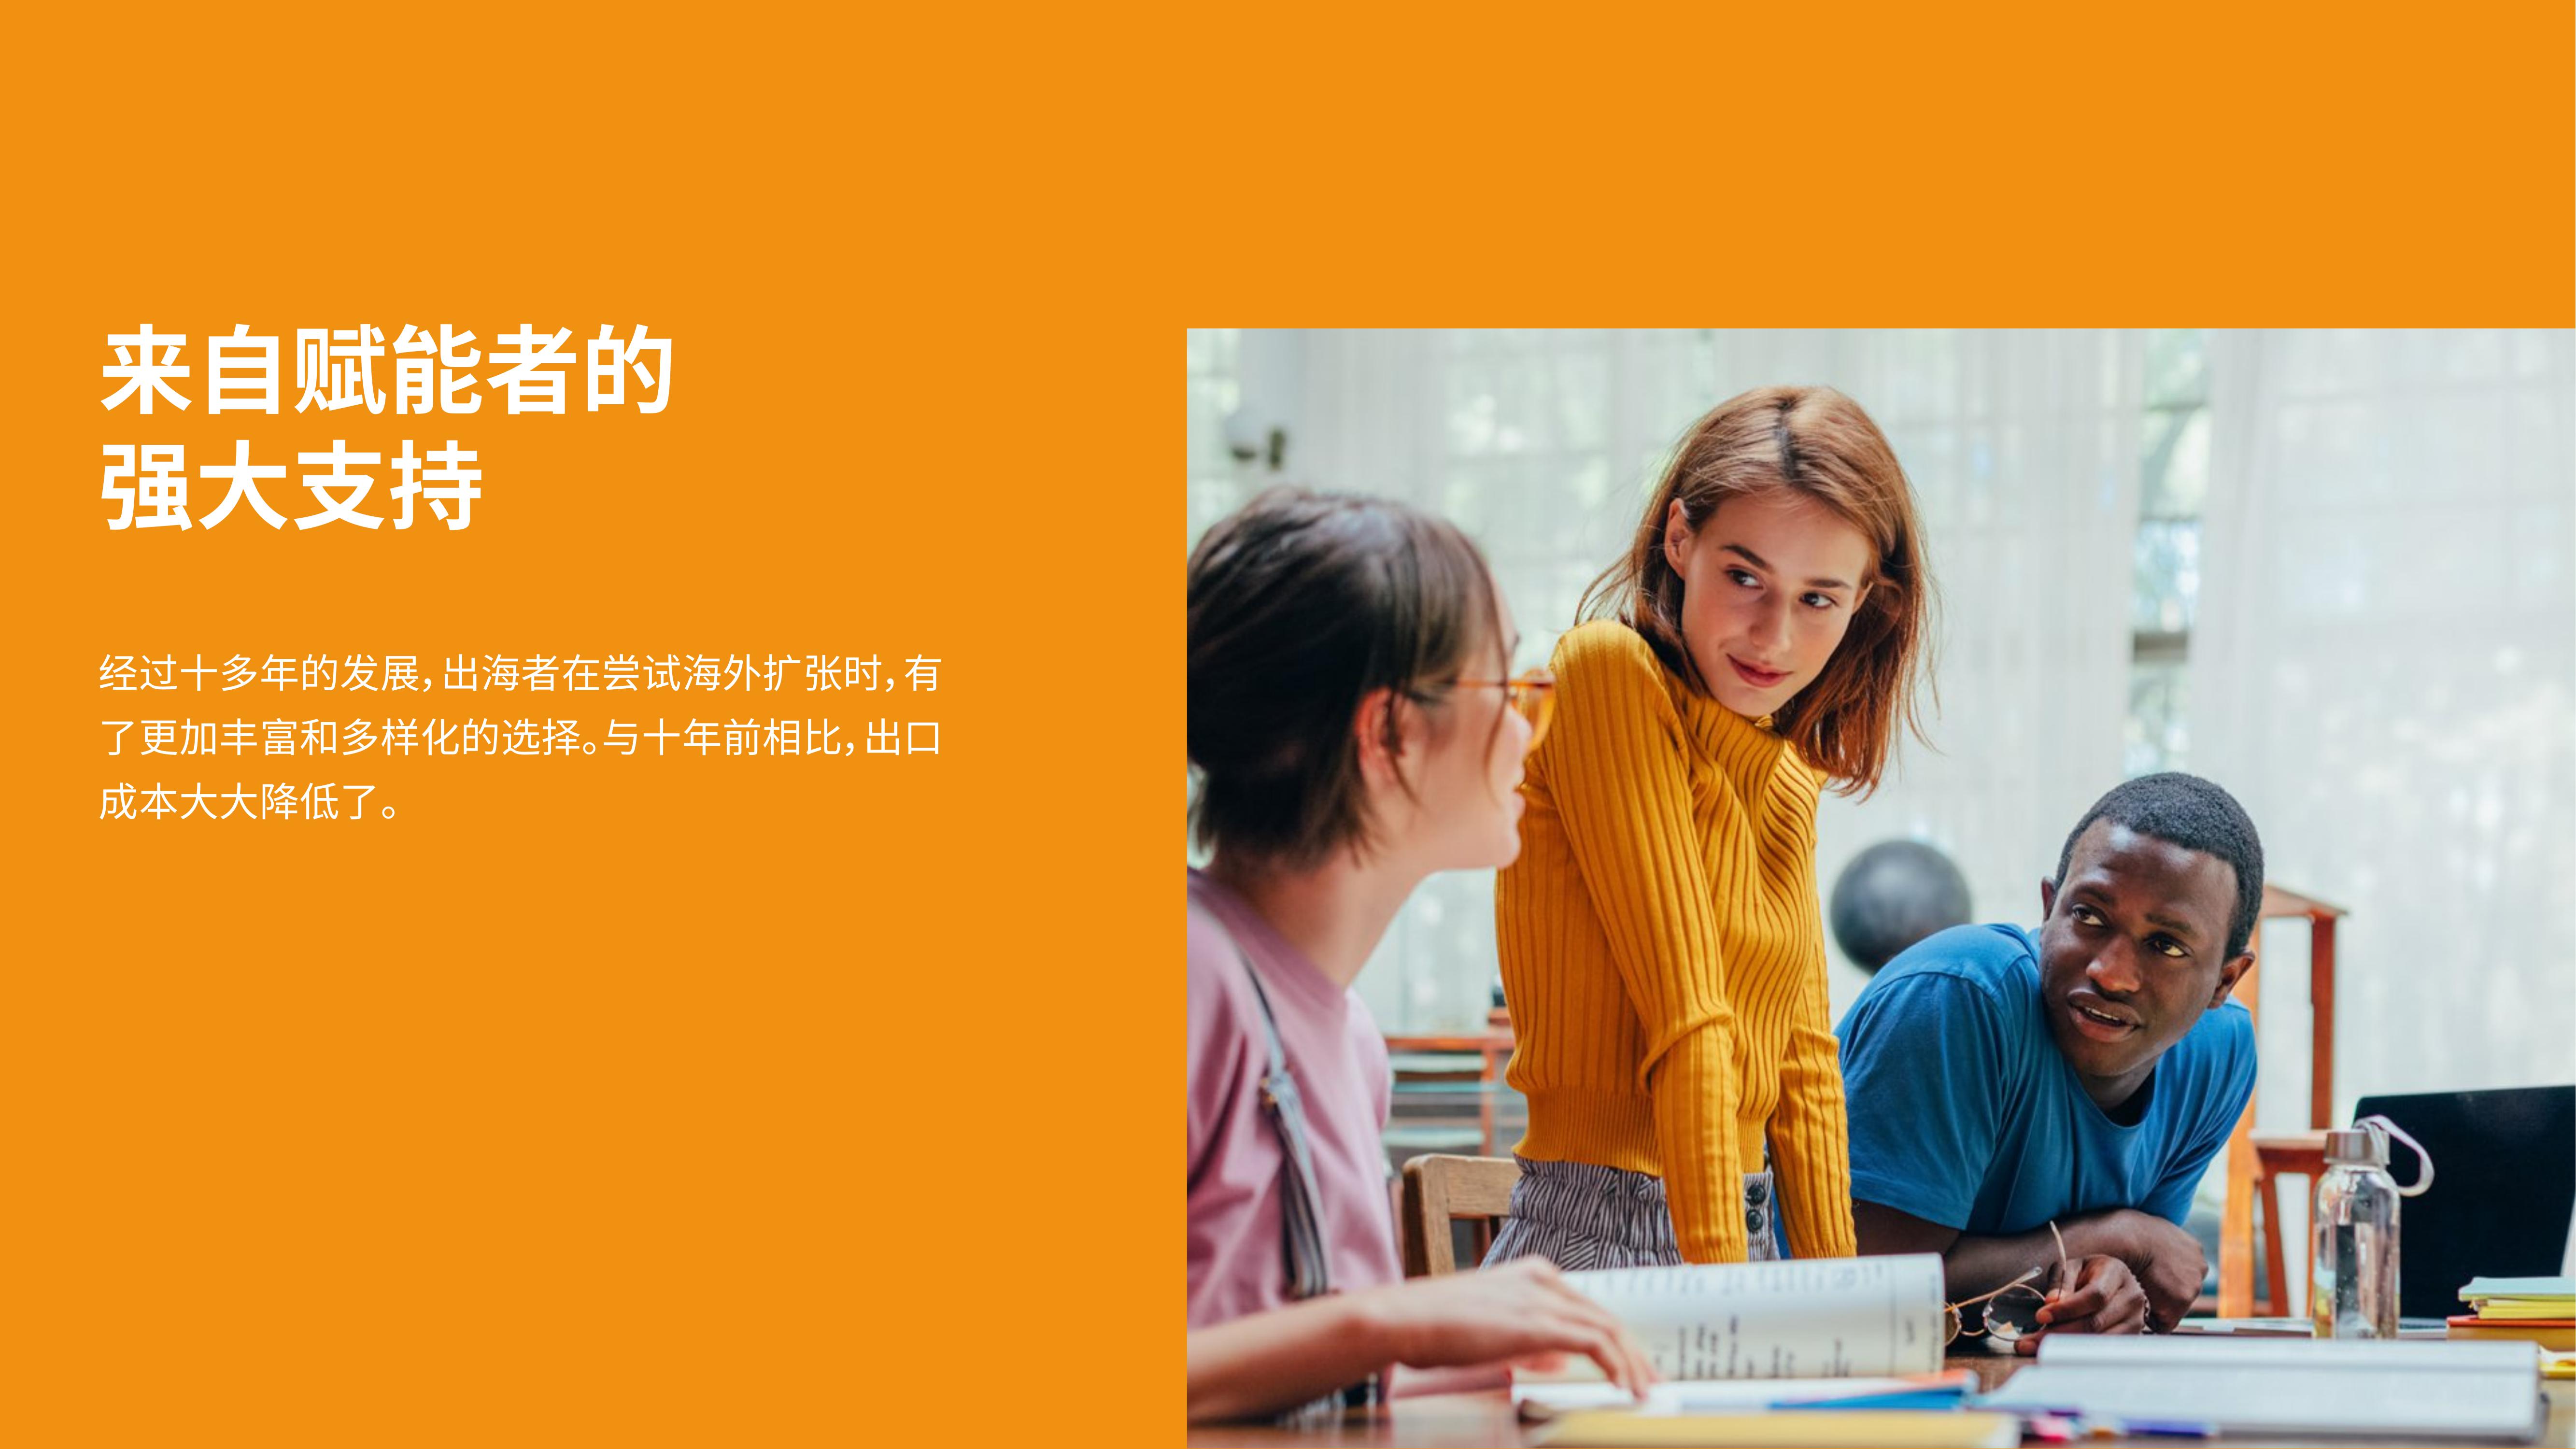 来自赋能者的
强大支持
经过十多年的发展，出海者在尝试海外扩张时，有
了更加丰富和多样化的选择。与十年前相比，出口
成本大大降低了。